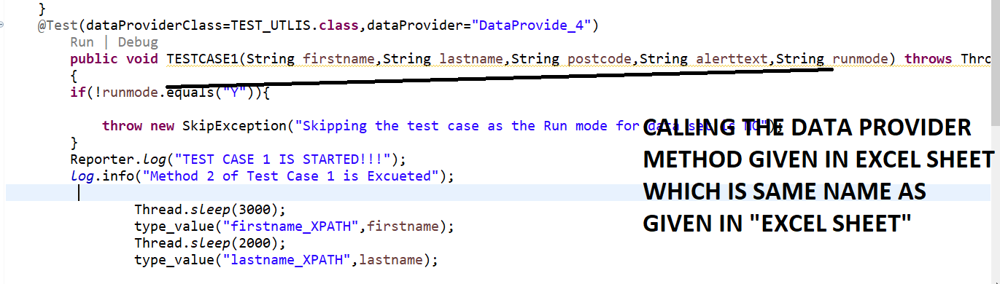 }
@Test(dataProviderClass=TEST_UTLIS.class,dataProvider="DataProvide_4")
Run | Debug
public void TESTCASE1(String firstname,String lastname,String postcode,String alerttext,String runmode) throws Thro
{
if(!runmode.equals("Y")){
throw new SkipException("Skipping the test case as the Run mode for data set is NO");
}
Reporter.log("TEST CASE 1 IS STARTED!!!");
log.info("Method 2 of Test Case 1 is Excueted");
Thread.sleep(3000);
type_value("firstname_XPATH",firstname);
Thread.sleep(2000);
type_value("lastname_XPATH",lastname);
CALLING THE DATA PROVIDER
METHOD GIVEN IN EXCEL SHEET
WHICH IS SAME NAME AS
GIVEN IN "EXCEL SHEET"